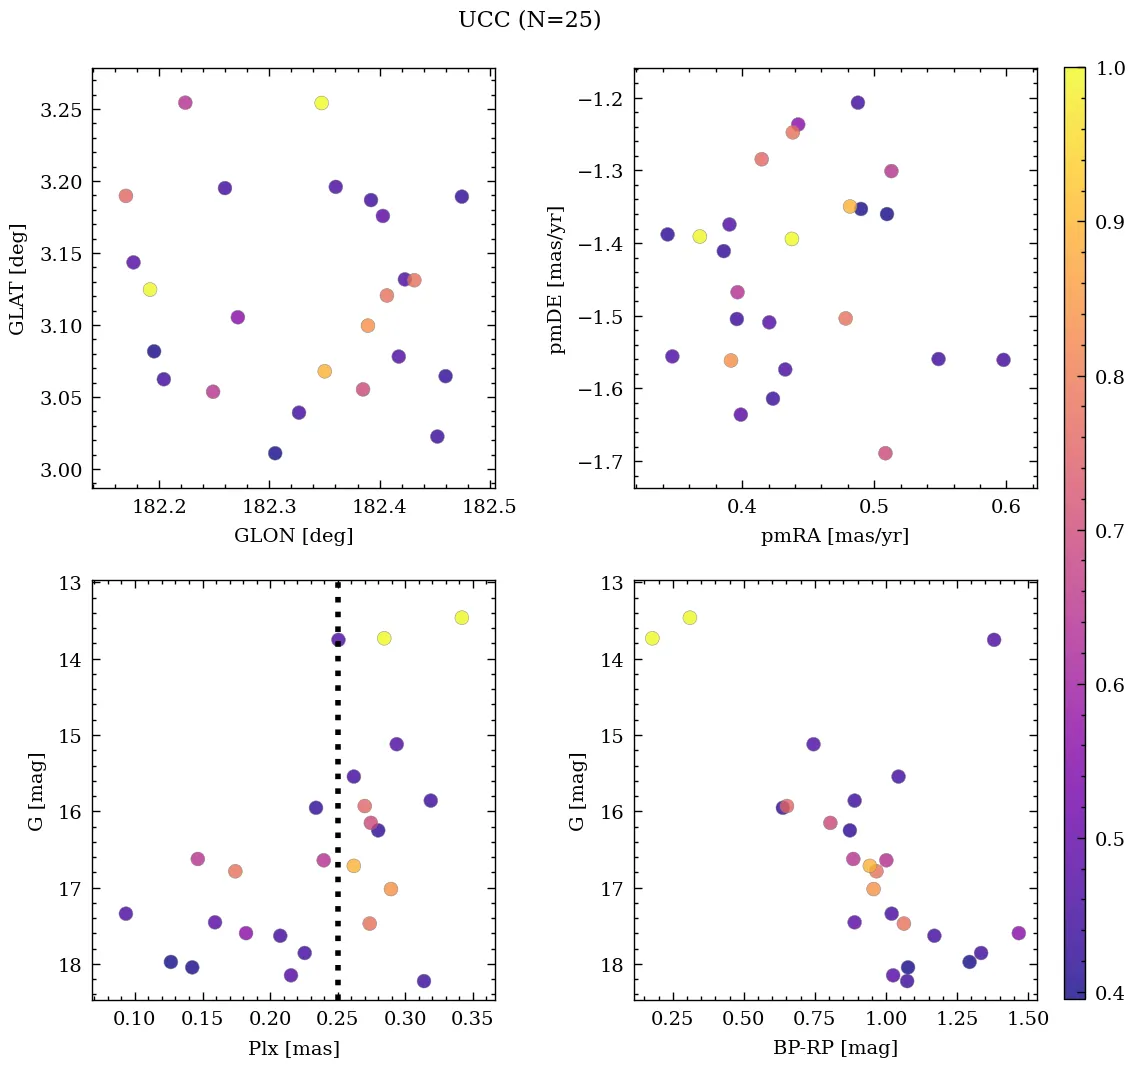 UCC (N=25)
3.25
3.20
3.15
3.10
3.05
3.00
GLAT [deg]
182.2 182.3 182.4 182.5
GLON [deg]
−1.2
−1.3
−1.4
−1.5
−1.6
−1.7
pmDE [mas/yr]
0.4 0.5 0.6
pmRA [mas/yr]
13
14
15
16
17
18
G [mag]
0.10 0.15 0.20 0.25 0.30 0.35
Plx [mas]
13
14
15
16
17
18
G [mag]
0.25 0.50 0.75 1.00 1.25 1.50
BP-RP [mag]
1.0
0.9
0.8
0.7
0.6
0.5
0.4